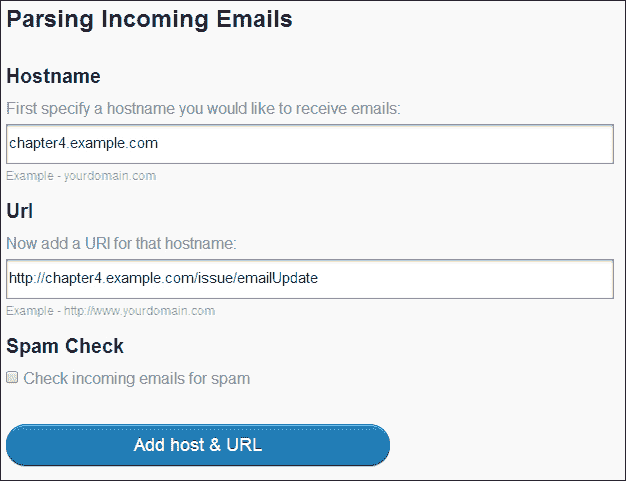 Parsing Incoming Emails
Hostname
First specify a hostname you would like to receive emails:
chapter4.example.com
Example - yourdomain.com
Url
Now add a URI for that hostname:
http://chapter4.example.com/issue/emailUpdate
Example - http://www.yourdomain.com
Spam Check
Check incoming emails for spam
Add host & URL